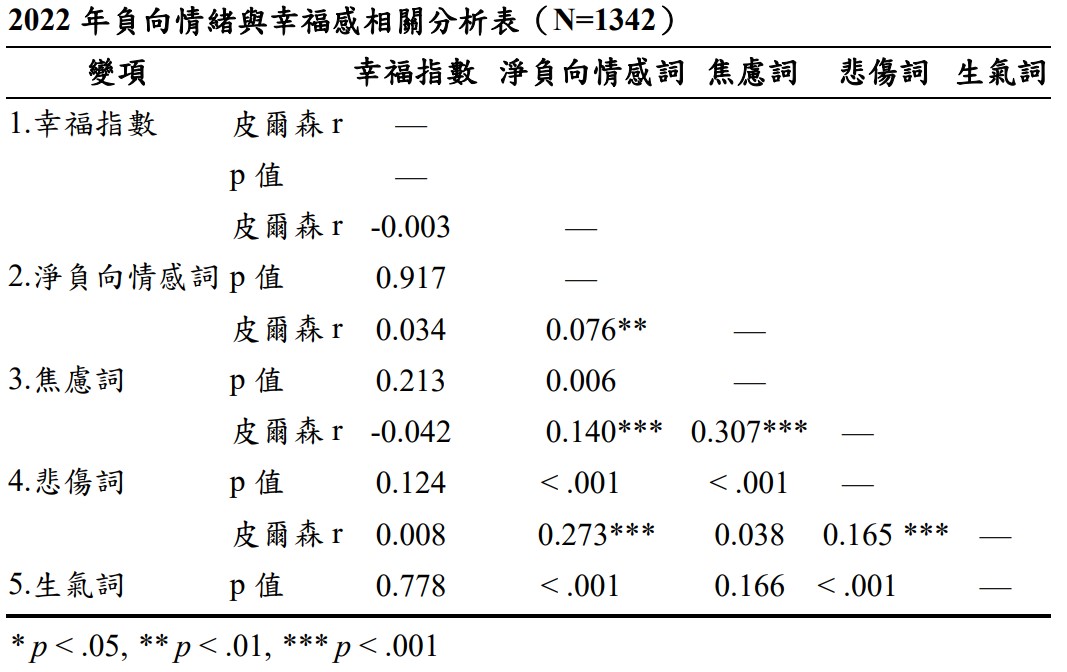 2022 年負向情緒與幸福感相關分析表（N=1342）
變項 幸福指數 淨負向情感詞 焦慮詞 悲傷詞 生氣詞
1.幸福指數 皮爾森 r —
p 值 —
皮爾森 r -0.003 —
2.淨負向情感詞 p 值 0.917 —
皮爾森 r 0.034 0.076** —
3.焦慮詞 p 值 0.213 0.006 —
皮爾森 r -0.042 0.140*** 0.307*** —
4.悲傷詞 p 值 0.124 < .001 < .001 —
皮爾森 r 0.008 0.273*** 0.038 0.165 *** —
5.生氣詞 p 值 0.778 < .001 0.166 < .001 —
* p < .05, ** p < .01, *** p < .001